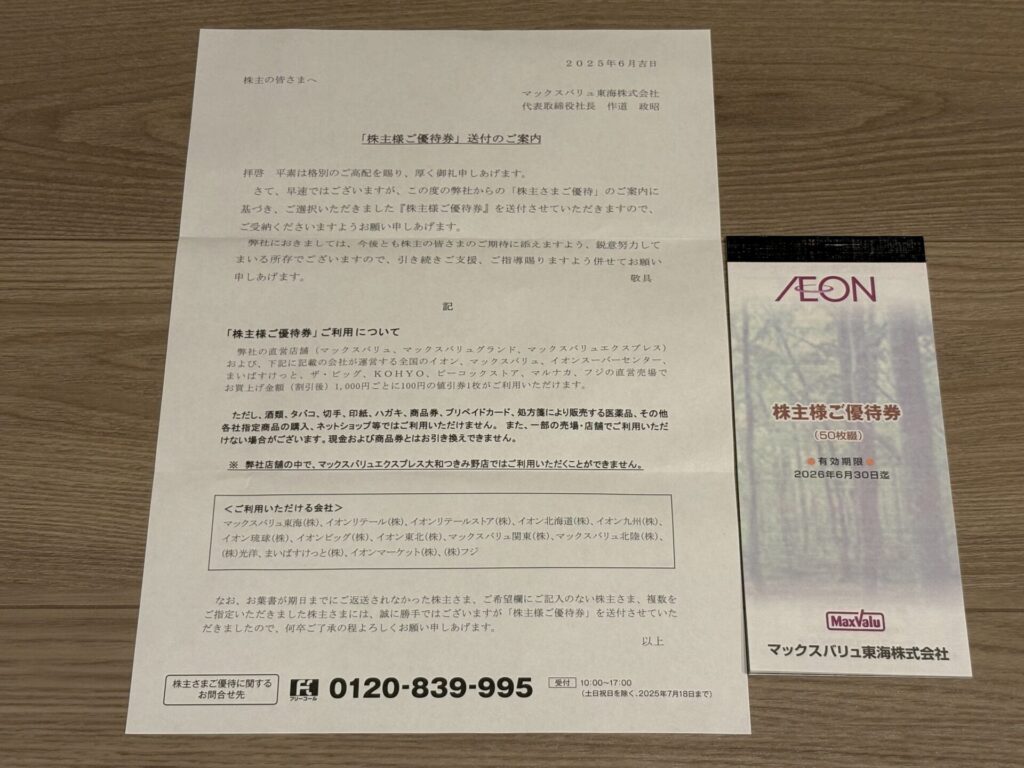 2025年6月吉日
株主の皆さまへ
マックスバリュ東海株式会社
代表取締役社長 作道 政昭
「株主様ご優待券」送付のご案内
拝啓 平素は格別のご高配を賜り、厚く御礼申しあげます。
さて、早速ではございますが、この度の弊社からの「株主さまご優待」のご案内に
基づき、ご選択いただきました『株主様ご優待券』を送付させていただきますので、
ご受納くださいますようお願い申しあげます。
弊社におきましては、今後とも株主の皆さまのご期待に添えますよう、鋭意努力して
まいる所存でございますので、引き続きご支援、ご指導賜りますよう併せてお願い
申しあげます。 敬具
記
「株主様ご優待券」ご利用について
弊社の直営店舗(マックスバリュ、マックスバリュグランド、マックスバリュエクスプレス)
および、下記に記載の会社が運営する全国のイオン、マックスバリュ、イオンスーパーセンター、
まいばすけっと、ザ・ビッグ、KOHYO、ピーコックストア、マルナカ、フジの直営売場で
お買上げ金額(割引後)1,000円ごとに100円の値引券1枚がご利用いただけます。
ただし、酒類、タバコ、切手、印紙、ハガキ、商品券、プリペイドカード、処方箋により販売する医薬品、その他
各社指定商品の購入、ネットショップ等ではご利用いただけません。また、一部の売場・店舗でご利用いただ
けない場合がございます。現金および商品券とはお引き換えできません。
※ 弊社店舗の中で、マックスバリュエクスプレス大和つきみ野店ではご利用いただくことができません。
<ご利用いただける会社>
マックスバリュ東海(株)、イオンリテール(株)、イオンリテールストア(株)、イオン北海道(株)、イオン九州(株)、
イオン琉球(株)、イオンビッグ(株)、イオン東北(株)、マックスバリュ関東(株)、マックスバリュ北陸(株)、
(株)光洋、まいばすけっと(株)、イオンマーケット(株)、(株)フジ
なお、お葉書が期日までにご返送されなかった株主さま、ご希望欄にご記入のない株主さま、複数を
ご指定いただきました株主さまには、誠に勝手ではございますが「株主様ご優待券」を送付させていた
だきましたので、何卒ご了承の程よろしくお願い申しあげます。
以上
株主さまご優待に関する
お問合せ先
フリーコール
0120-839-995
受付 10:00~17:00
(土日祝日を除く、2025年7月18日まで)
ÆON
株主様ご優待券
(50枚綴)
●有効期限●
2026年6月30日迄
MaxValu
マックスバリュ東海株式会社